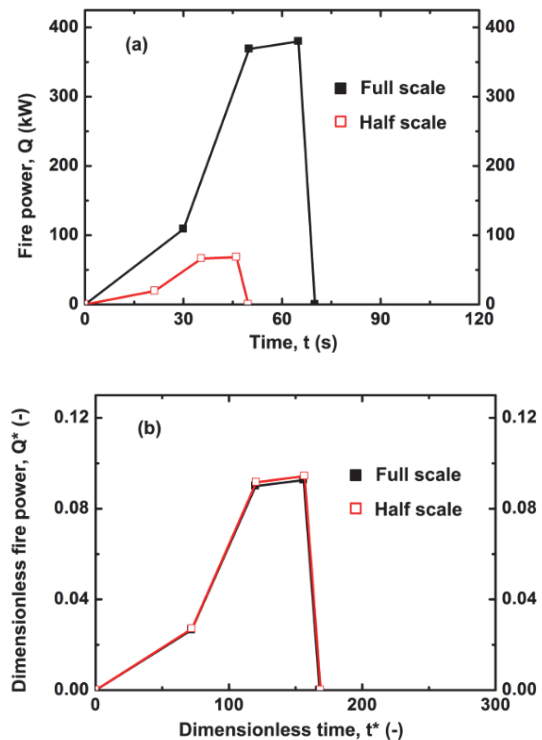 (a)
Full scale
Half scale
Fire power, Q (kW)
400
300
200
100
0
400
300
200
100
0
0
30
60
90
120
Time, t (s)
(b)
Full scale
Half scale
Dimensionless fire power, Q* (-)
0.12
0.08
0.04
0.00
0.12
0.08
0.04
0.00
0
100
200
300
Dimensionless time, t* (-)